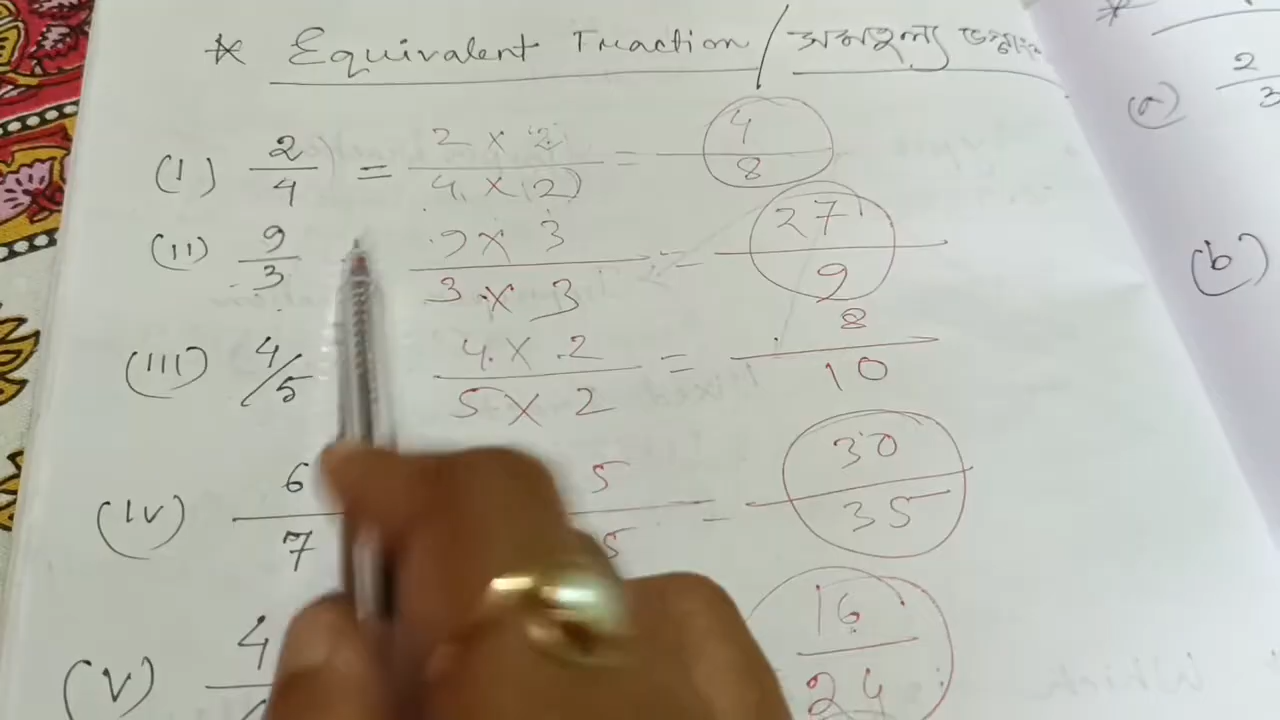 * Equivalent Traction / সমতুল্য
(I) 2/4 = 2 x 2 / 4 x 2 = 4/8
(II) 9/3 9 x 3 / 3 x 3 = 27/9
(III) 4/5 4 x 2 / 5 x 2 = 8/10
(IV) 6/7 5 / 5 = 30/35
(V) 4 16/24
* 
(a) 2/3
(b)